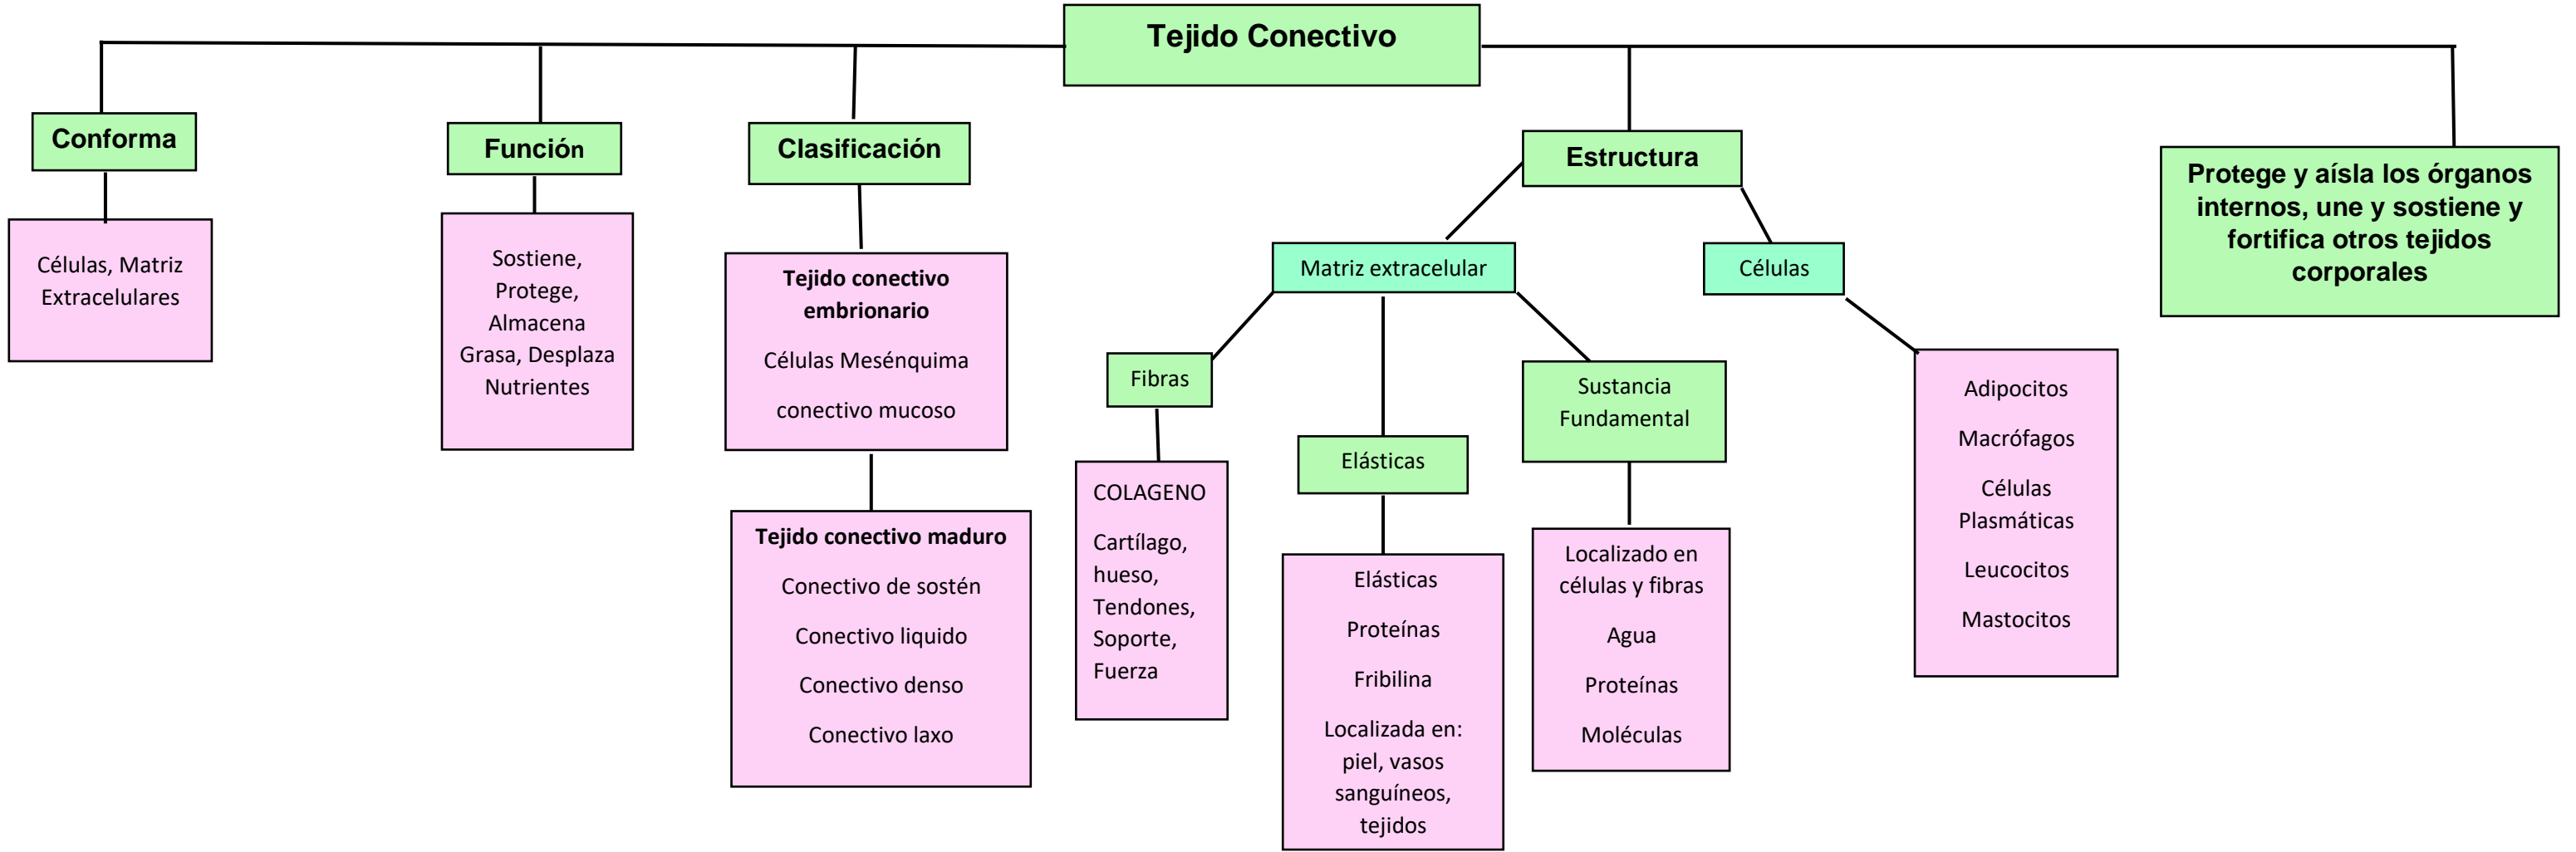 Tejido Conectivo
Conforma
Células, Matriz
Extracelulares
Función
Sostiene,
Protege,
Almacena
Grasa, Desplaza
Nutrientes
Clasificación
Tejido conectivo
embrionario
Células Mesénquima
conectivo mucoso
Tejido conectivo maduro
Conectivo de sostén
Conectivo liquido
Conectivo denso
Conectivo laxo
Estructura
Matriz extracelular
Fibras
COLAGENO
Cartílago,
hueso,
Tendones,
Soporte,
Fuerza
Elásticas
Elásticas
Proteínas
Fribilina
Localizada en:
piel, vasos
sanguíneos,
tejidos
Sustancia
Fundamental
Localizado en
células y fibras
Agua
Proteínas
Moléculas
Células
Adipocitos
Macrófagos
Células
Plasmáticas
Leucocitos
Mastocitos
Protege y aísla los órganos
internos, une y sostiene y
fortifica otros tejidos
corporales